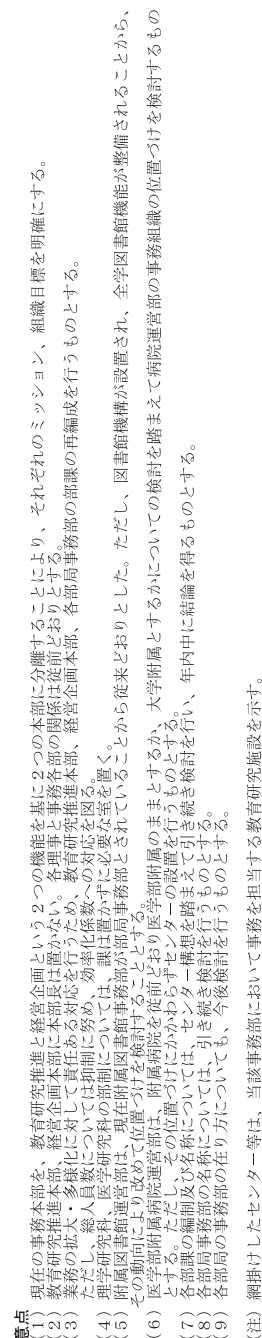 意点
(1) 現在の事務本部を、教育研究推進と経営企画という2つの機能を基に2つの本部に分離することにより、それぞれのミッション、組織目標を明確にする。
(2) 教育研究推進本部、経営企画本部に本部長は置かない。各理事と事務各部の関係は従前どおりとする。
(3) 業務の拡大・多様化に対して責任ある対応を行うため、教育研究推進本部、経営企画本部、各部局事務部の部課の再編成を行うものとする。
ただし、総人員数については抑制に努め、効率化係数への対応を図る。
(4) 理学研究科、医学研究科の部制については、課は置かずに必要な室を置く。
(5) 附属図書館運営部は、現在附属図書館事務部が部局事務部とされていることから従来どおりとした。ただし、図書館機構が設置され、全学図書館機能が整備されることから、
その動向により改めて位置づけを検討することとする。
(6) 医学部附属病院運営部は、附属病院を従前どおり医学部附属のままとするか、大学附属とするかについての検討を踏まえて病院運営部の事務組織の位置づけを検討するもの
とする。ただし、その位置づけにかかわらずセンターの設置を行うものとする。
(7) 各部課の編制及び名称については、センター構想を踏まえて引き続き検討を行い、年内中に結論を得るものとする。
(8) 各部局事務部の名称については、引き続き検討を行うものとする。
(9) 各部局の事務部の在り方についても、今後検討を行うものとする。
(注) 網掛けしたセンター等は、当該事務部において事務を担当する教育研究施設を示す。